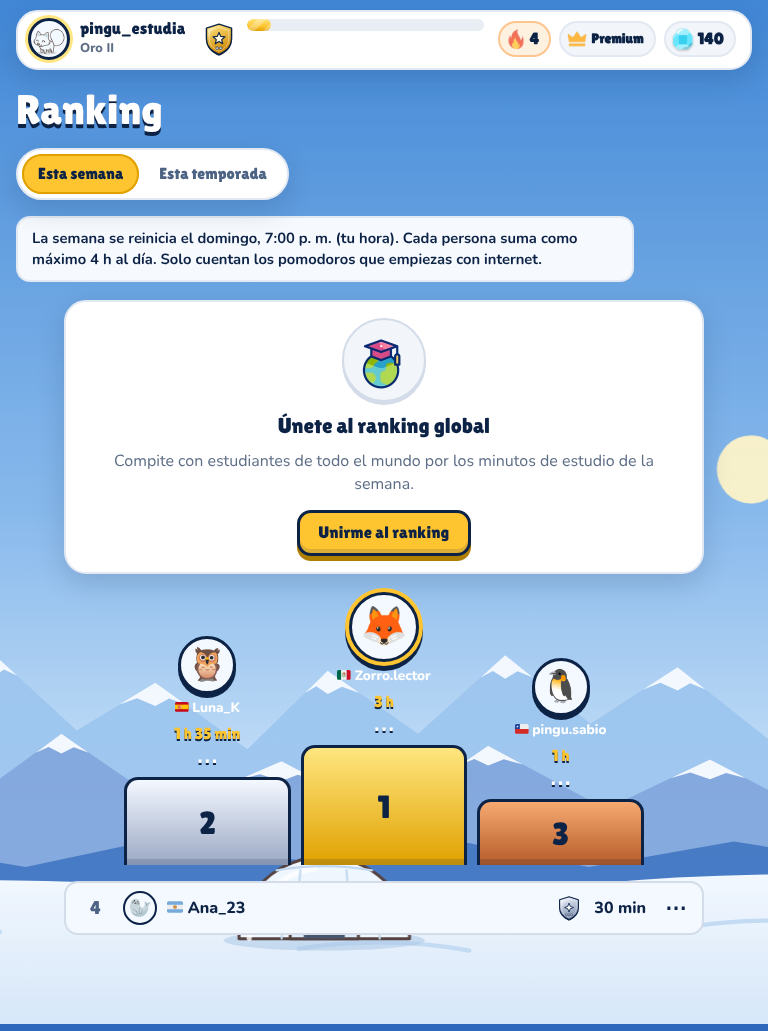 pingu_estudia
Oro II
4
Premium
140
Ranking
Esta semana
Esta temporada
La semana se reinicia el domingo, 7:00 p. m. (tu hora). Cada persona suma como
máximo 4 h al día. Solo cuentan los pomodoros que empiezas con internet.
Únete al ranking global
Compite con estudiantes de todo el mundo por los minutos de estudio de la
semana.
Unirme al ranking
Zorro.lector
3 h
...
1
Luna_K
1 h 35 min
...
2
pingu.sabio
1 h
...
3
4
Ana_23
30 min
...